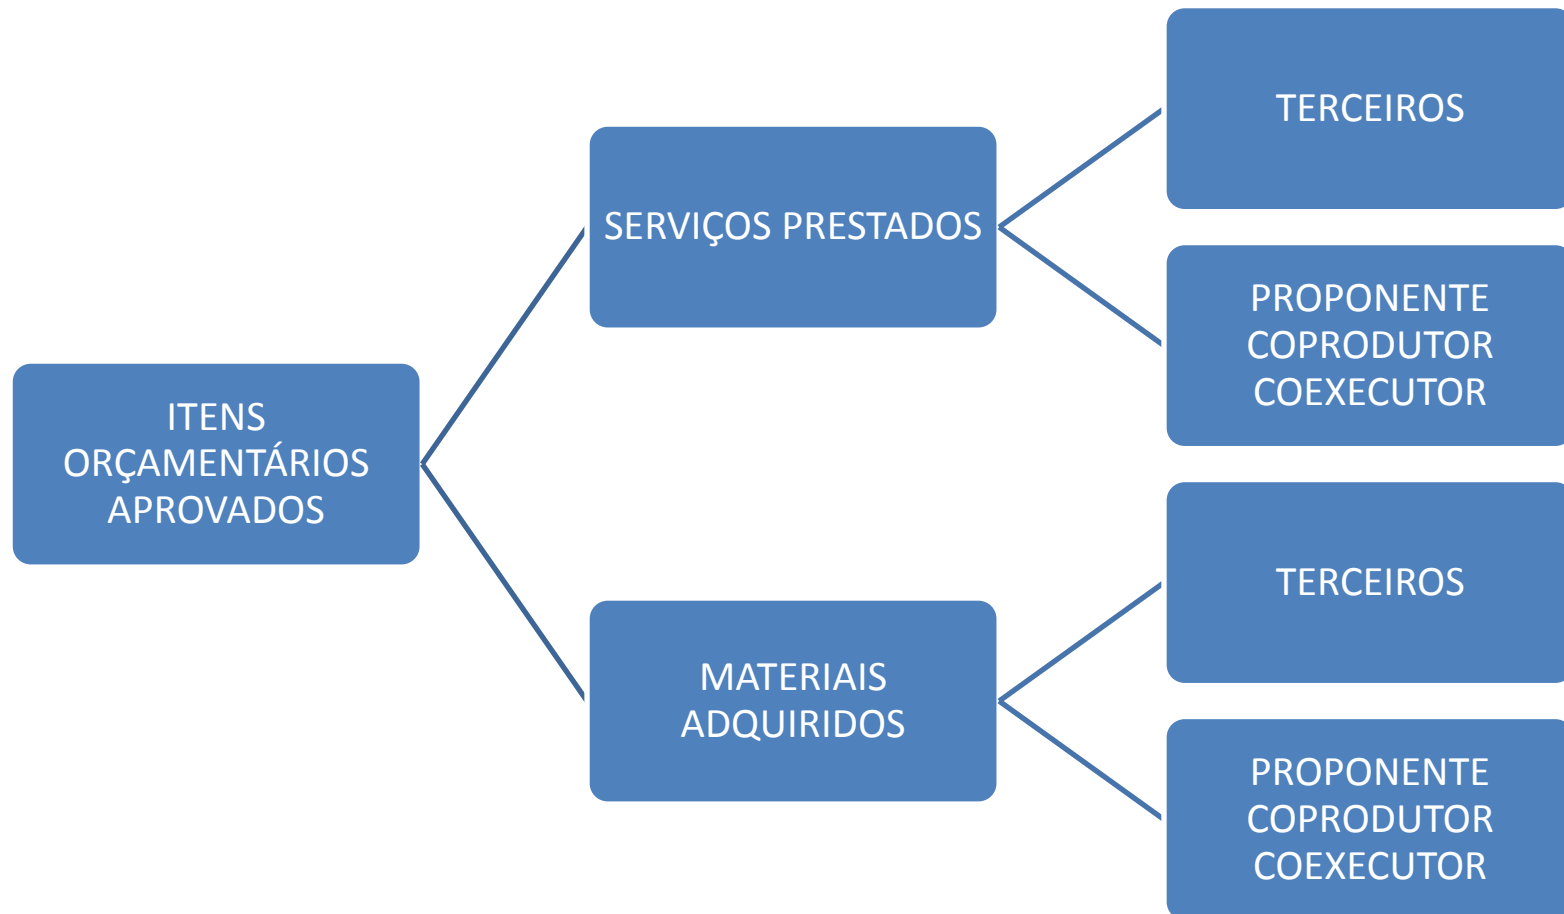 ITENS
ORÇAMENTÁRIOS
APROVADOS
SERVIÇOS PRESTADOS
TERCEIROS
PROPONENTE
COPRODUTOR
COEXECUTOR
MATERIAIS
ADQUIRIDOS
TERCEIROS
PROPONENTE
COPRODUTOR
COEXECUTOR